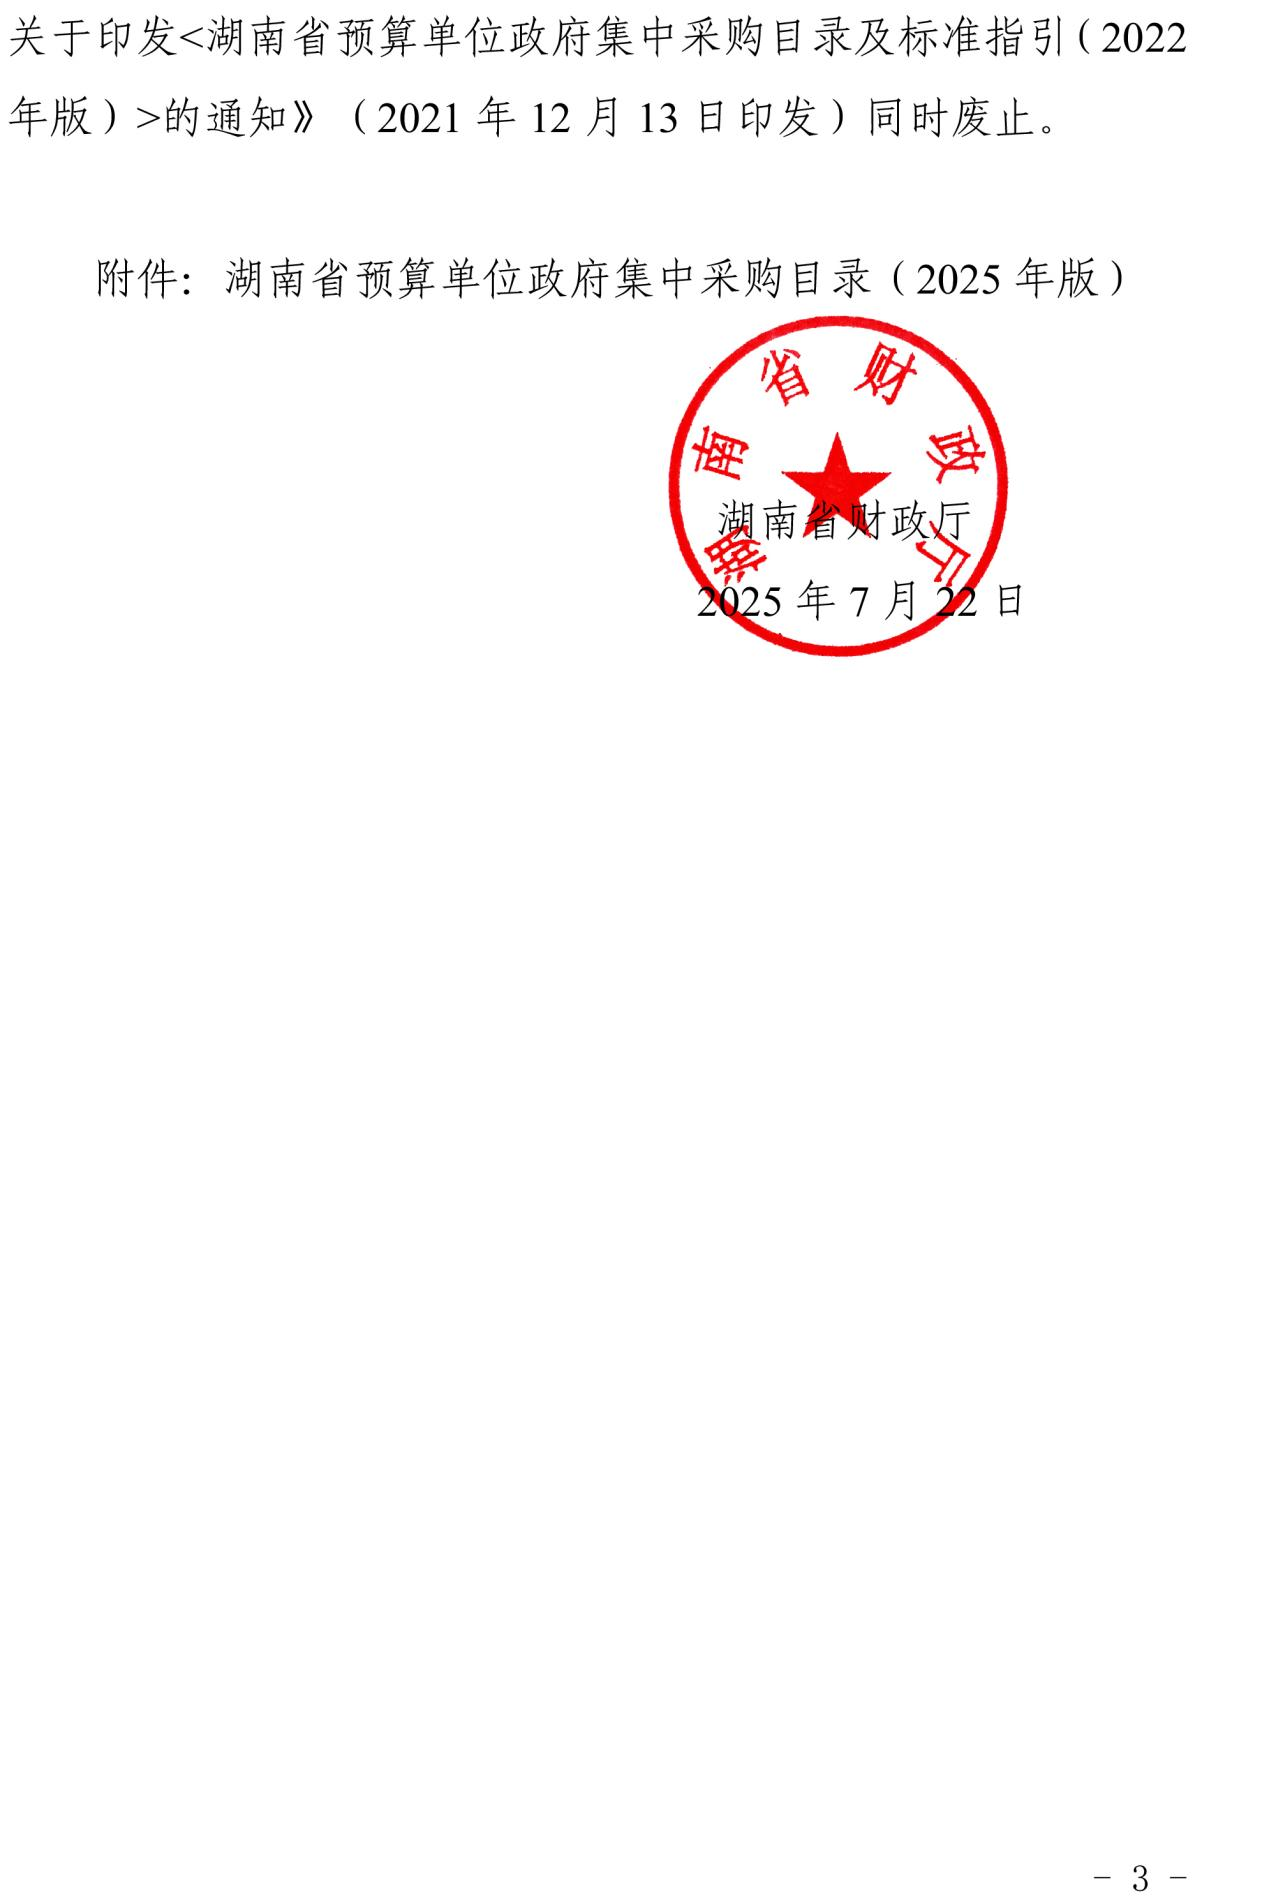 关于印发<湖南省预算单位政府集中采购目录及标准指引（2022
年版）>的通知》（2021 年 12 月 13 日印发）同时废止。
附件：湖南省预算单位政府集中采购目录（2025 年版）
湖南省财政厅
湖南省财政厅
2025 年 7 月 22 日
- 3 -